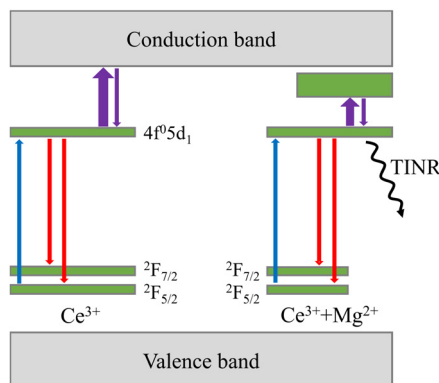 Conduction band
4f⁰5d₁
TINR
²F₇/₂
²F₅/₂
²F₇/₂
²F₅/₂
Ce³⁺
Ce³⁺+Mg²⁺
Valence band